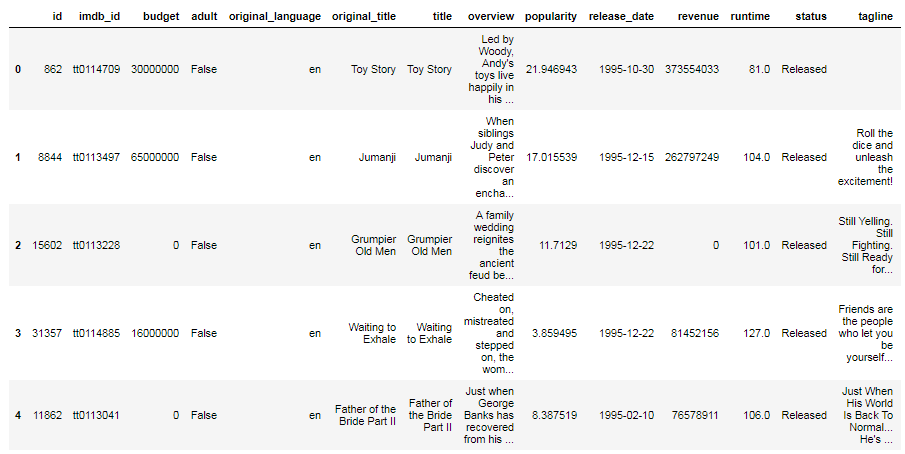 id imdb_id budget adult original_language original_title title overview popularity release_date revenue runtime status tagline
Led by
Woody,
Andy's
0 862 tt0114709 30000000 False en Toy Story Toy Story toys live 21.946943 1995-10-30 373554033 81.0 Released
happily in
his ...
When
siblings Roll the
Judy and dice and
1 8844 tt0113497 65000000 False en Jumanji Jumanji Peter 17.015539 1995-12-15 262797249 104.0 Released unleash
discover the
an excitement!
encha...
A family
wedding Still Yelling.
Grumpier Grumpier reignites Still
2 15602 tt0113228 0 False en Old Men Old Men the 11.7129 1995-12-22 0 101.0 Released Fighting.
ancient Still Ready
feud be... for...
Cheated
on, Friends are
mistreated the people
3 31357 tt0114885 16000000 False en Waiting to Exhale Waiting to Exhale and 3.859495 1995-12-22 81452156 127.0 Released who let you
stepped be
on, the yourself...
wom...
Just when Just When
Father of George His World
4 11862 tt0113041 0 False en Father of the Bride Part II the Bride Part II Banks has 8.387519 1995-02-10 76578911 106.0 Released Is Back To
recovered Normal...
from his ... He's ...